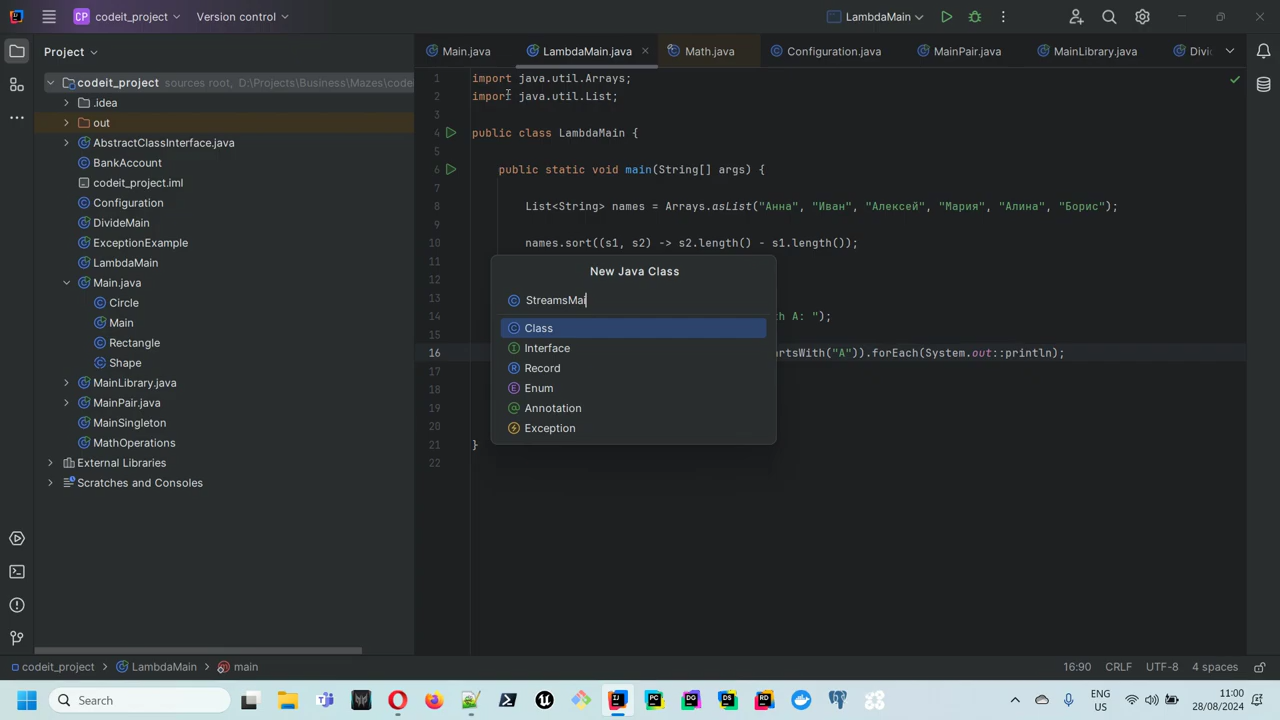 CP codeit_project Version control LambdaMain
Project
Main.java LambdaMain.java Math.java Configuration.java MainPair.java MainLibrary.java Divi
codeit_project sources root, D:\Projects\Business\Mazes\codei
.idea
out
AbstractClassInterface.java
BankAccount
codeit_project.iml
Configuration
DivideMain
ExceptionExample
LambdaMain
Main.java
Circle
Main
Rectangle
Shape
MainLibrary.java
MainPair.java
MainSingleton
MathOperations
External Libraries
Scratches and Consoles
1 import java.util.Arrays;
2 import java.util.List;
3
4 public class LambdaMain {
5
6 public static void main(String[] args) {
7
8 List<String> names = Arrays.asList("Анна", "Иван", "Алексей", "Мария", "Алина", "Борис");
9
10 names.sort((s1, s2) -> s2.length() - s1.length());
11
12
13
14 h A: ");
15
16 artsWith("A")).forEach(System.out::println);
17
18
19
20
21 }
22
New Java Class
StreamsMai
Class
Interface
Record
Enum
Annotation
Exception
codeit_project LambdaMain main 16:90 CRLF UTF-8 4 spaces
Search
ENG
US
11:00
28/08/2024